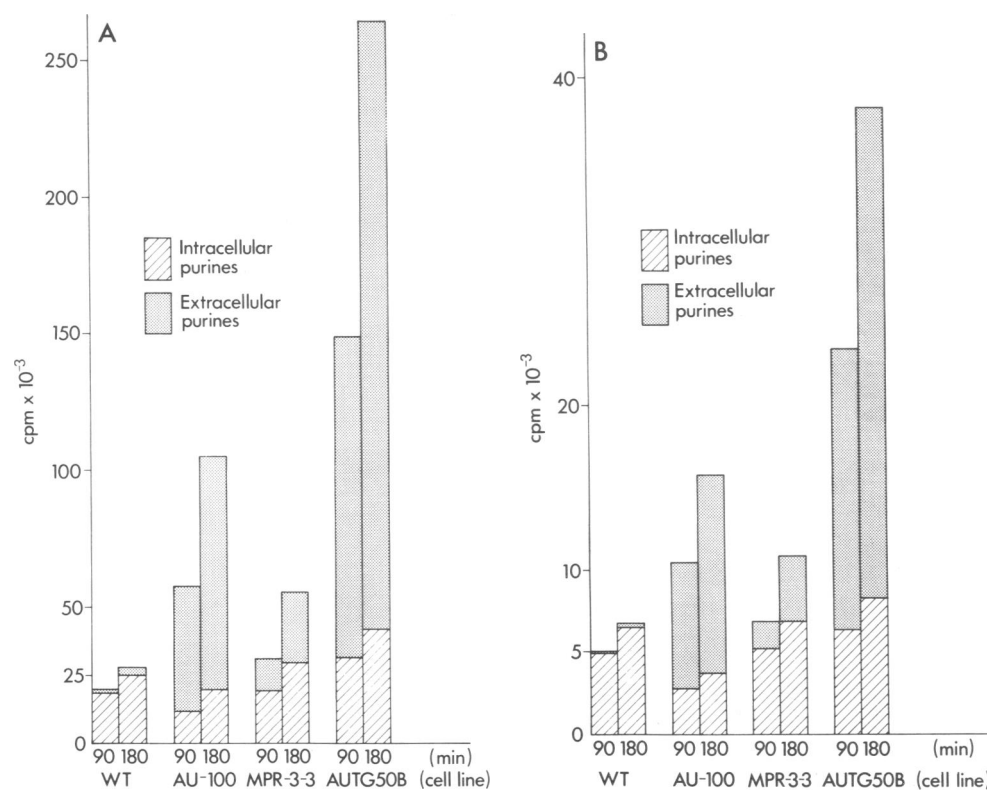 A
250
200
150
100
50
25
0
cpm x 10⁻³
Intracellular
purines
Extracellular
purines
90 180 90 180 90 180 90 180 (min)
WT AU-100 MPR-3-3 AUTG50B (cell line)
B
40
20
10
5
0
cpm x 10⁻³
Intracellular
purines
Extracellular
purines
90 180 90 180 90 180 90 180 (min)
WT AU-100 MPR-3-3 AUTG50B (cell line)